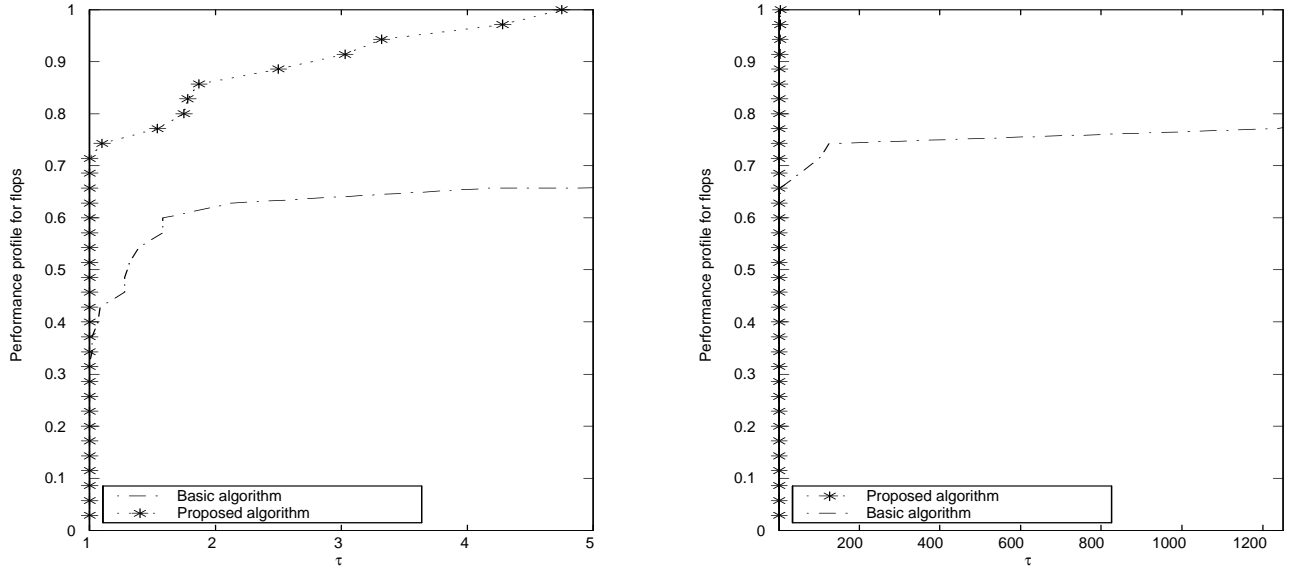 1
0.9
0.8
0.7
0.6
0.5
0.4
0.3
0.2
0.1
0
Performance profile for flops
Basic algorithm
Proposed algorithm
1 2 3 4 5
τ
1
0.9
0.8
0.7
0.6
0.5
0.4
0.3
0.2
0.1
0
Performance profile for flops
Proposed algorithm
Basic algorithm
200 400 600 800 1000 1200
τ